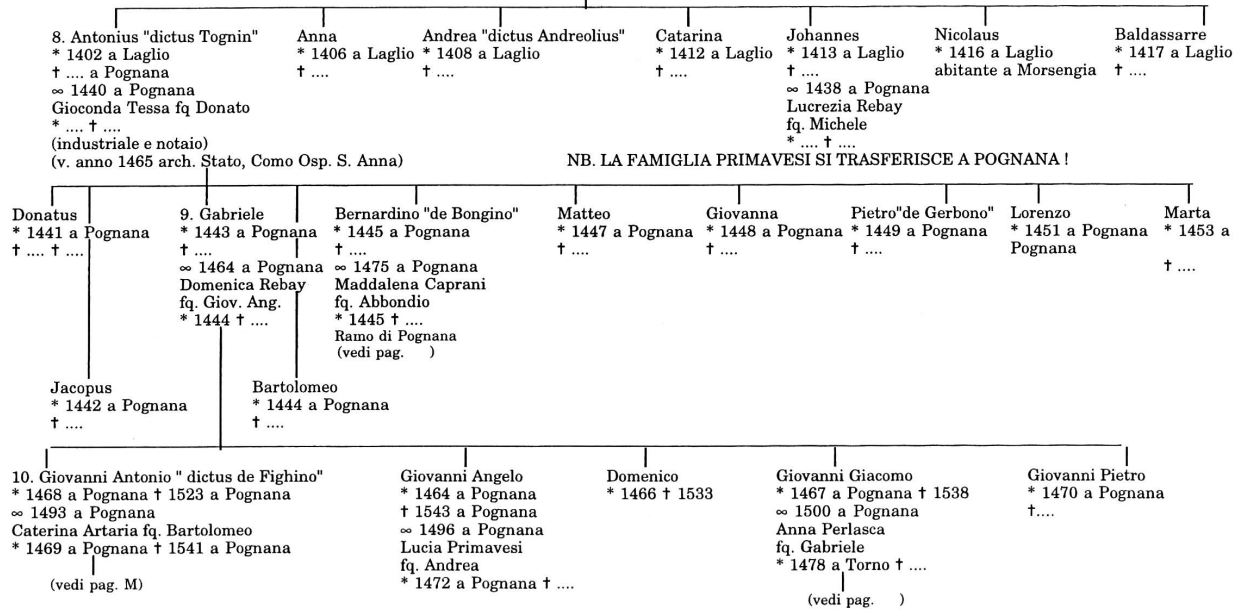 8. Antonius "dictus Tognin"
* 1402 a Laglio
† .... a Pognana
∞ 1440 a Pognana
Gioconda Tessa fq Donato
* .... † ....
(industriale e notaio)
(v. anno 1465 arch. Stato, Como Osp. S. Anna)
Anna
* 1406 a Laglio
† ....
Andrea "dictus Andreolius"
* 1408 a Laglio
† ....
Catarina
* 1412 a Laglio
† ....
Johannes
* 1413 a Laglio
† ....
∞ 1438 a Pognana
Lucrezia Rebay
fq. Michele
* .... † ....
Nicolaus
* 1416 a Laglio
abitante a Morsengia
Baldassarre
* 1417 a Laglio
† ....
NB. LA FAMIGLIA PRIMAVESI SI TRASFERISCE A POGNANA !
Donatus
* 1441 a Pognana
† .... † ....
9. Gabriele
* 1443 a Pognana
† ....
∞ 1464 a Pognana
Domenica Rebay
fq. Giov. Ang.
* 1444 † ....
Bernardino "de Bongino"
* 1445 a Pognana
† ....
∞ 1475 a Pognana
Maddalena Caprani
fq. Abbondio
* 1445 † ....
Ramo di Pognana
(vedi pag. )
Matteo
* 1447 a Pognana
† ....
Giovanna
* 1448 a Pognana
† ....
Pietro"de Gerbono"
* 1449 a Pognana
† ....
Lorenzo
* 1451 a Pognana
Pognana
Marta
* 1453 a
† ....
Jacopus
* 1442 a Pognana
† ....
Bartolomeo
* 1444 a Pognana
† ....
10. Giovanni Antonio " dictus de Fighino"
* 1468 a Pognana † 1523 a Pognana
∞ 1493 a Pognana
Caterina Artaria fq. Bartolomeo
* 1469 a Pognana † 1541 a Pognana
(vedi pag. M)
Giovanni Angelo
* 1464 a Pognana
† 1543 a Pognana
∞ 1496 a Pognana
Lucia Primavesi
fq. Andrea
* 1472 a Pognana † ....
Domenico
* 1466 † 1533
Giovanni Giacomo
* 1467 a Pognana † 1538
∞ 1500 a Pognana
Anna Perlasca
fq. Gabriele
* 1478 a Torno † ....
(vedi pag. )
Giovanni Pietro
* 1470 a Pognana
†....